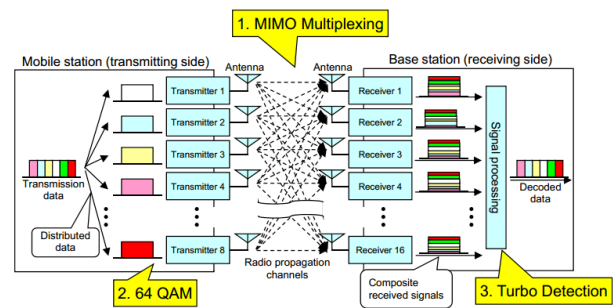 1. MIMO Multiplexing
Mobile station (transmitting side)
Base station (receiving side)
Antenna
Antenna
Transmitter 1
Receiver 1
Transmitter 2
Receiver 2
Transmitter 3
Receiver 3
Transmitter 4
Receiver 4
Signal processing
Transmission
data
Decoded
data
Distributed
data
Transmitter 8
Receiver 16
Radio propagation
channels
Composite
received signals
2. 64 QAM
3. Turbo Detection